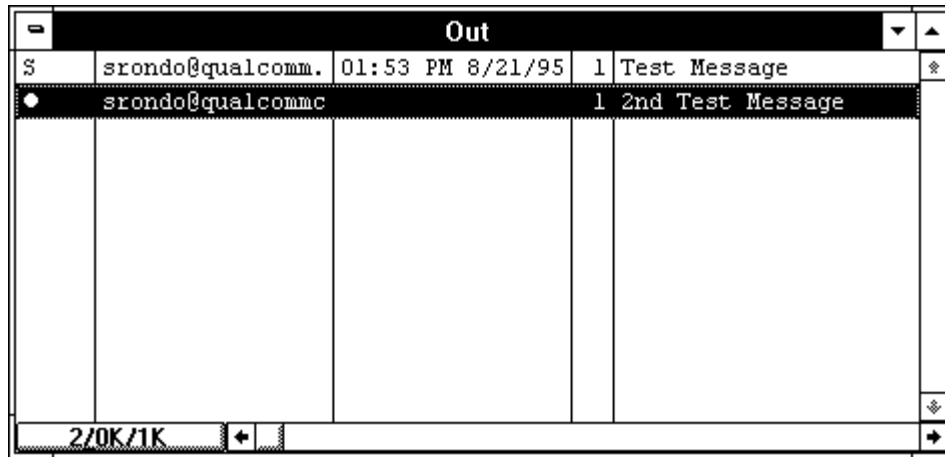 Out
S srondo@qualcomm. 01:53 PM 8/21/95 1 Test Message
srondo@qualcommc 1 2nd Test Message
2/0K/1K